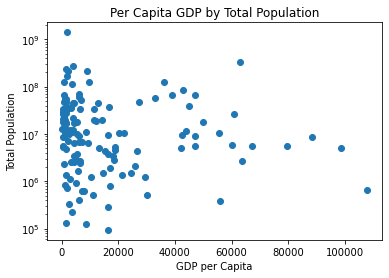 Per Capita GDP by Total Population
10⁹
10⁸
10⁷
10⁶
10⁵
Total Population
0 20000 40000 60000 80000 100000
GDP per Capita